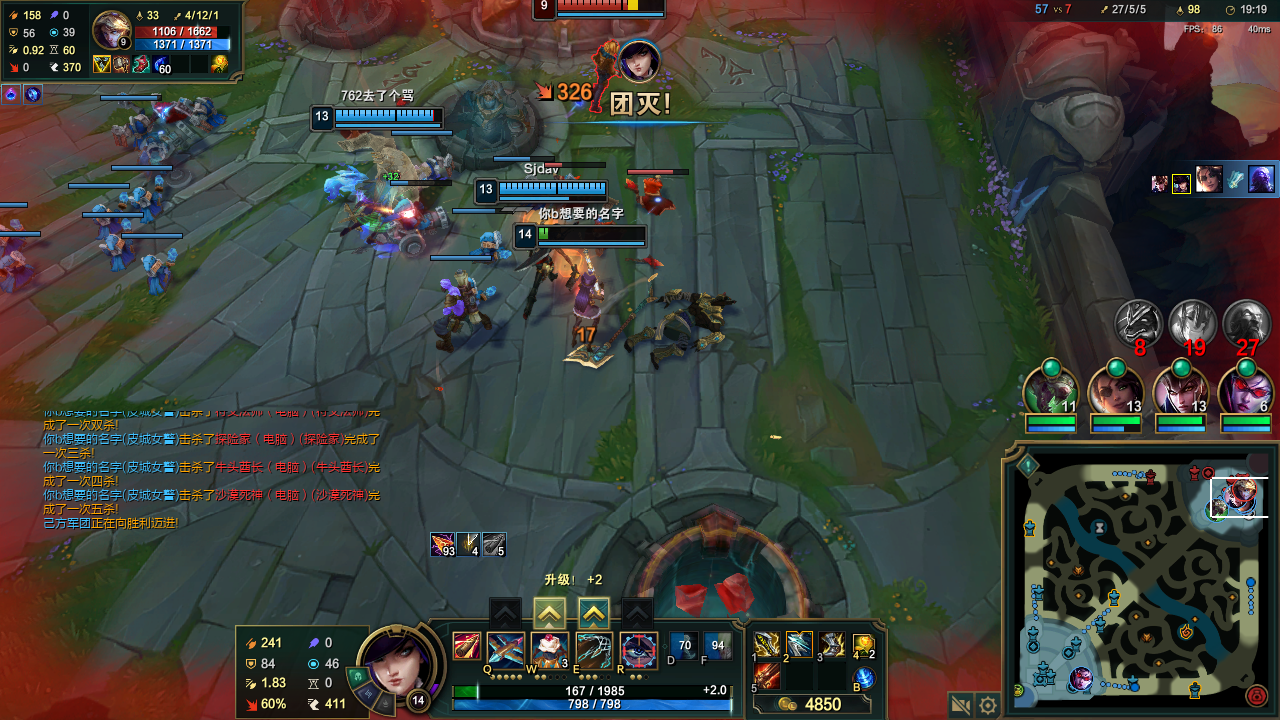 158 0 33 4/12/1
56 39
0.92 60
0 370
9
1106 / 1662
1371 / 1371
60
9
57 vs 7 27/5/5 98 19:19
FPS: 86 40ms
326
团灭!
762去了个骂
13
+32
Sjdav
13
你b想要的名字
14
17
8 19 27
11 13 13 6
成了一次双杀!
你b想要的名字(皮城女警)击杀了探险家(电脑)(探险家)完成了
一次三杀!
你b想要的名字(皮城女警)击杀了牛头酋长(电脑)(牛头酋长)完
成了一次四杀!
你b想要的名字(皮城女警)击杀了沙漠死神(电脑)(沙漠死神)完
成了一次五杀!
己方军团正在向胜利迈进!
93 4 5
升级! +2
241 0
84 46
1.83 0
60% 411
14
Q W 3 E R
D 70 F 94
167 / 1985 +2.0
798 / 798
1 2 3 4 2
5 B
4850